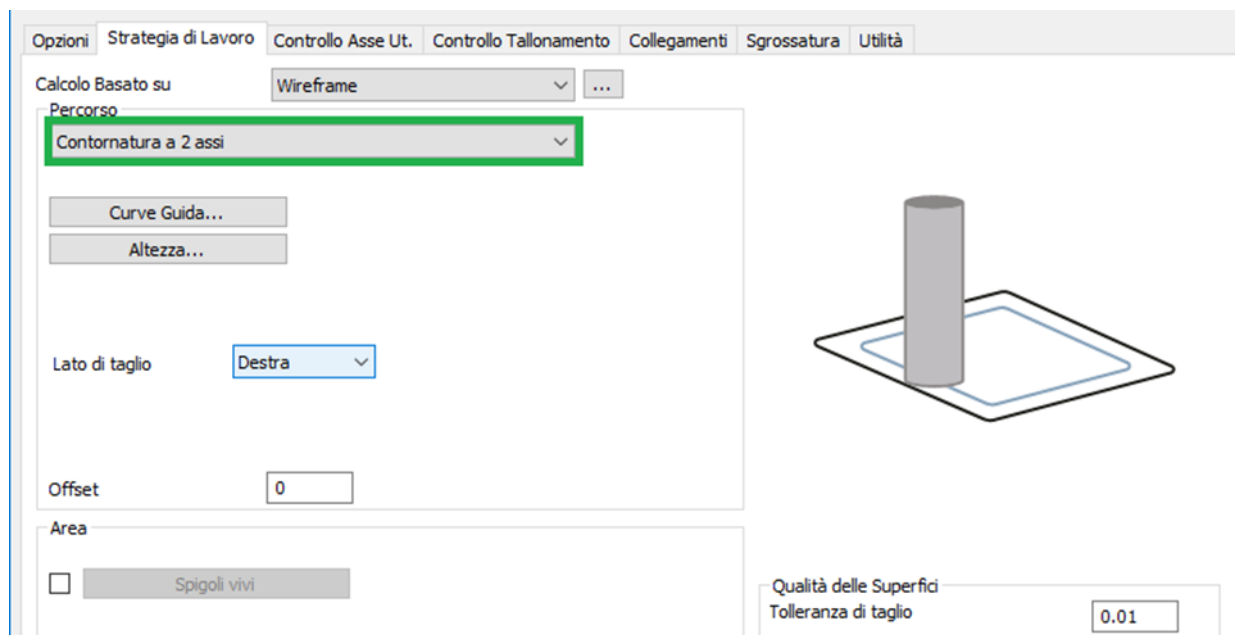 Opzioni Strategia di Lavoro Controllo Asse Ut. Controllo Tallonamento Collegamenti Sgrossatura Utilità
Calcolo Basato su Wireframe ...
Percorso
Contornatura a 2 assi
Curve Guida...
Altezza...
Lato di taglio Destra
Offset 0
Area
Spigoli vivi
Qualità delle Superfici
Tolleranza di taglio 0.01